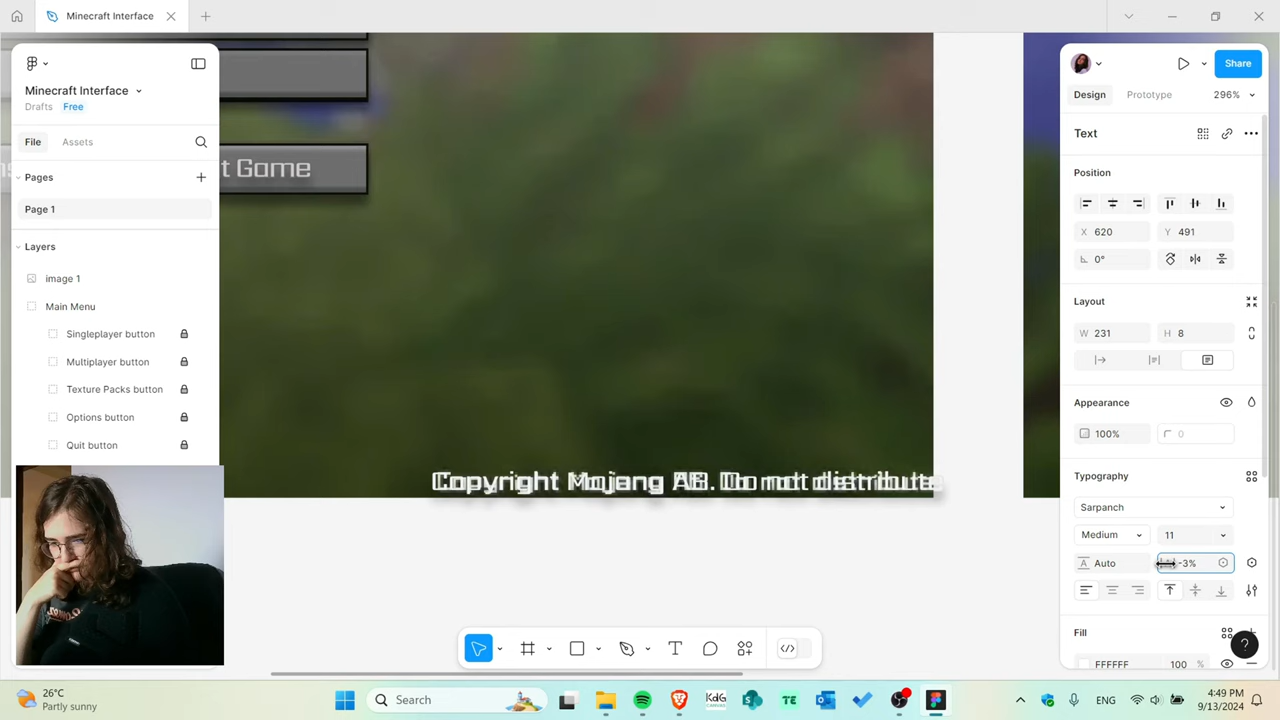 Minecraft Interface
Minecraft Interface
Drafts
Free
File
Assets
Pages
Page 1
Layers
image 1
Main Menu
Singleplayer button
Multiplayer button
Texture Packs button
Options button
Quit button
t Game
Copyright Mojang AB. Do not distribute
Share
Design
Prototype
296%
Text
Position
X 620
Y 491
0°
Layout
W 231
H 8
Appearance
100%
0
Typography
Sarpanch
Medium
11
Auto
-3%
Fill
FFFFFF
100
%
?
26°C
Partly sunny
Search
KdG
TE
ENG
4:49 PM
9/13/2024